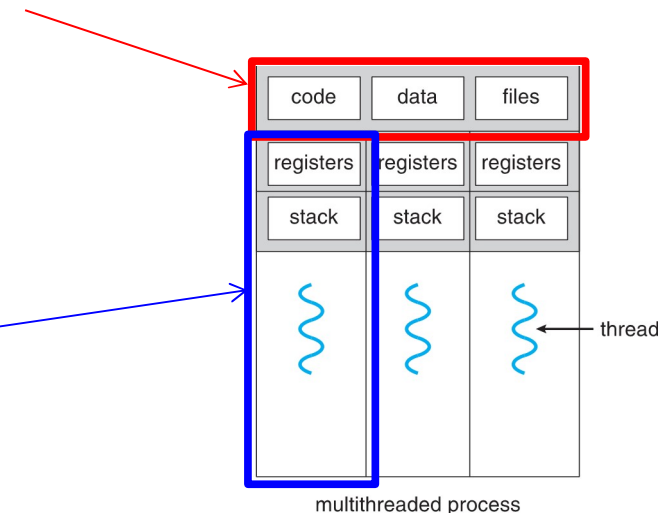 code data files
registers registers registers
stack stack stack
thread
multithreaded process